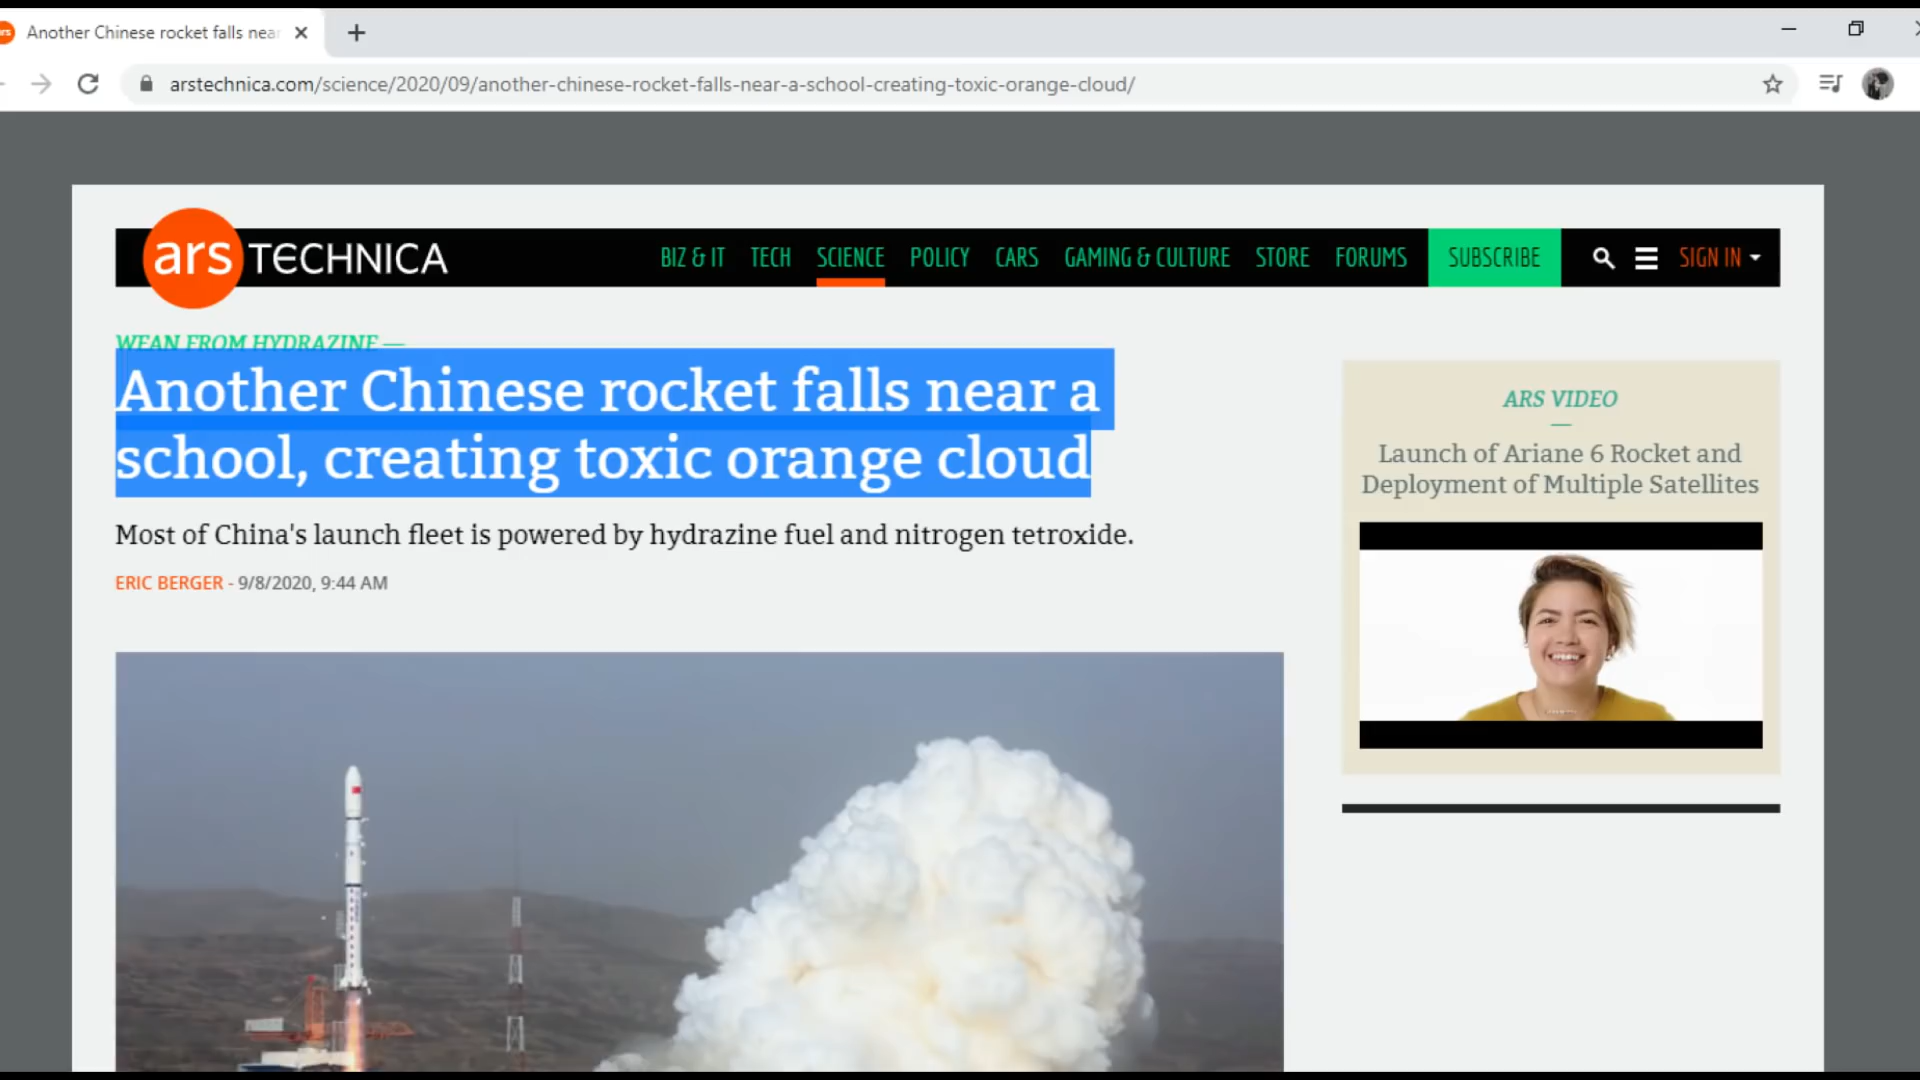 Another Chinese rocket falls near
arstechnica.com/science/2020/09/another-chinese-rocket-falls-near-a-school-creating-toxic-orange-cloud/
ars TECHNICA
BIZ & IT TECH SCIENCE POLICY CARS GAMING & CULTURE STORE FORUMS SUBSCRIBE SIGN IN
WEAN FROM HYDRAZINE —
Another Chinese rocket falls near a
school, creating toxic orange cloud
Most of China's launch fleet is powered by hydrazine fuel and nitrogen tetroxide.
ERIC BERGER - 9/8/2020, 9:44 AM
ARS VIDEO
Launch of Ariane 6 Rocket and
Deployment of Multiple Satellites